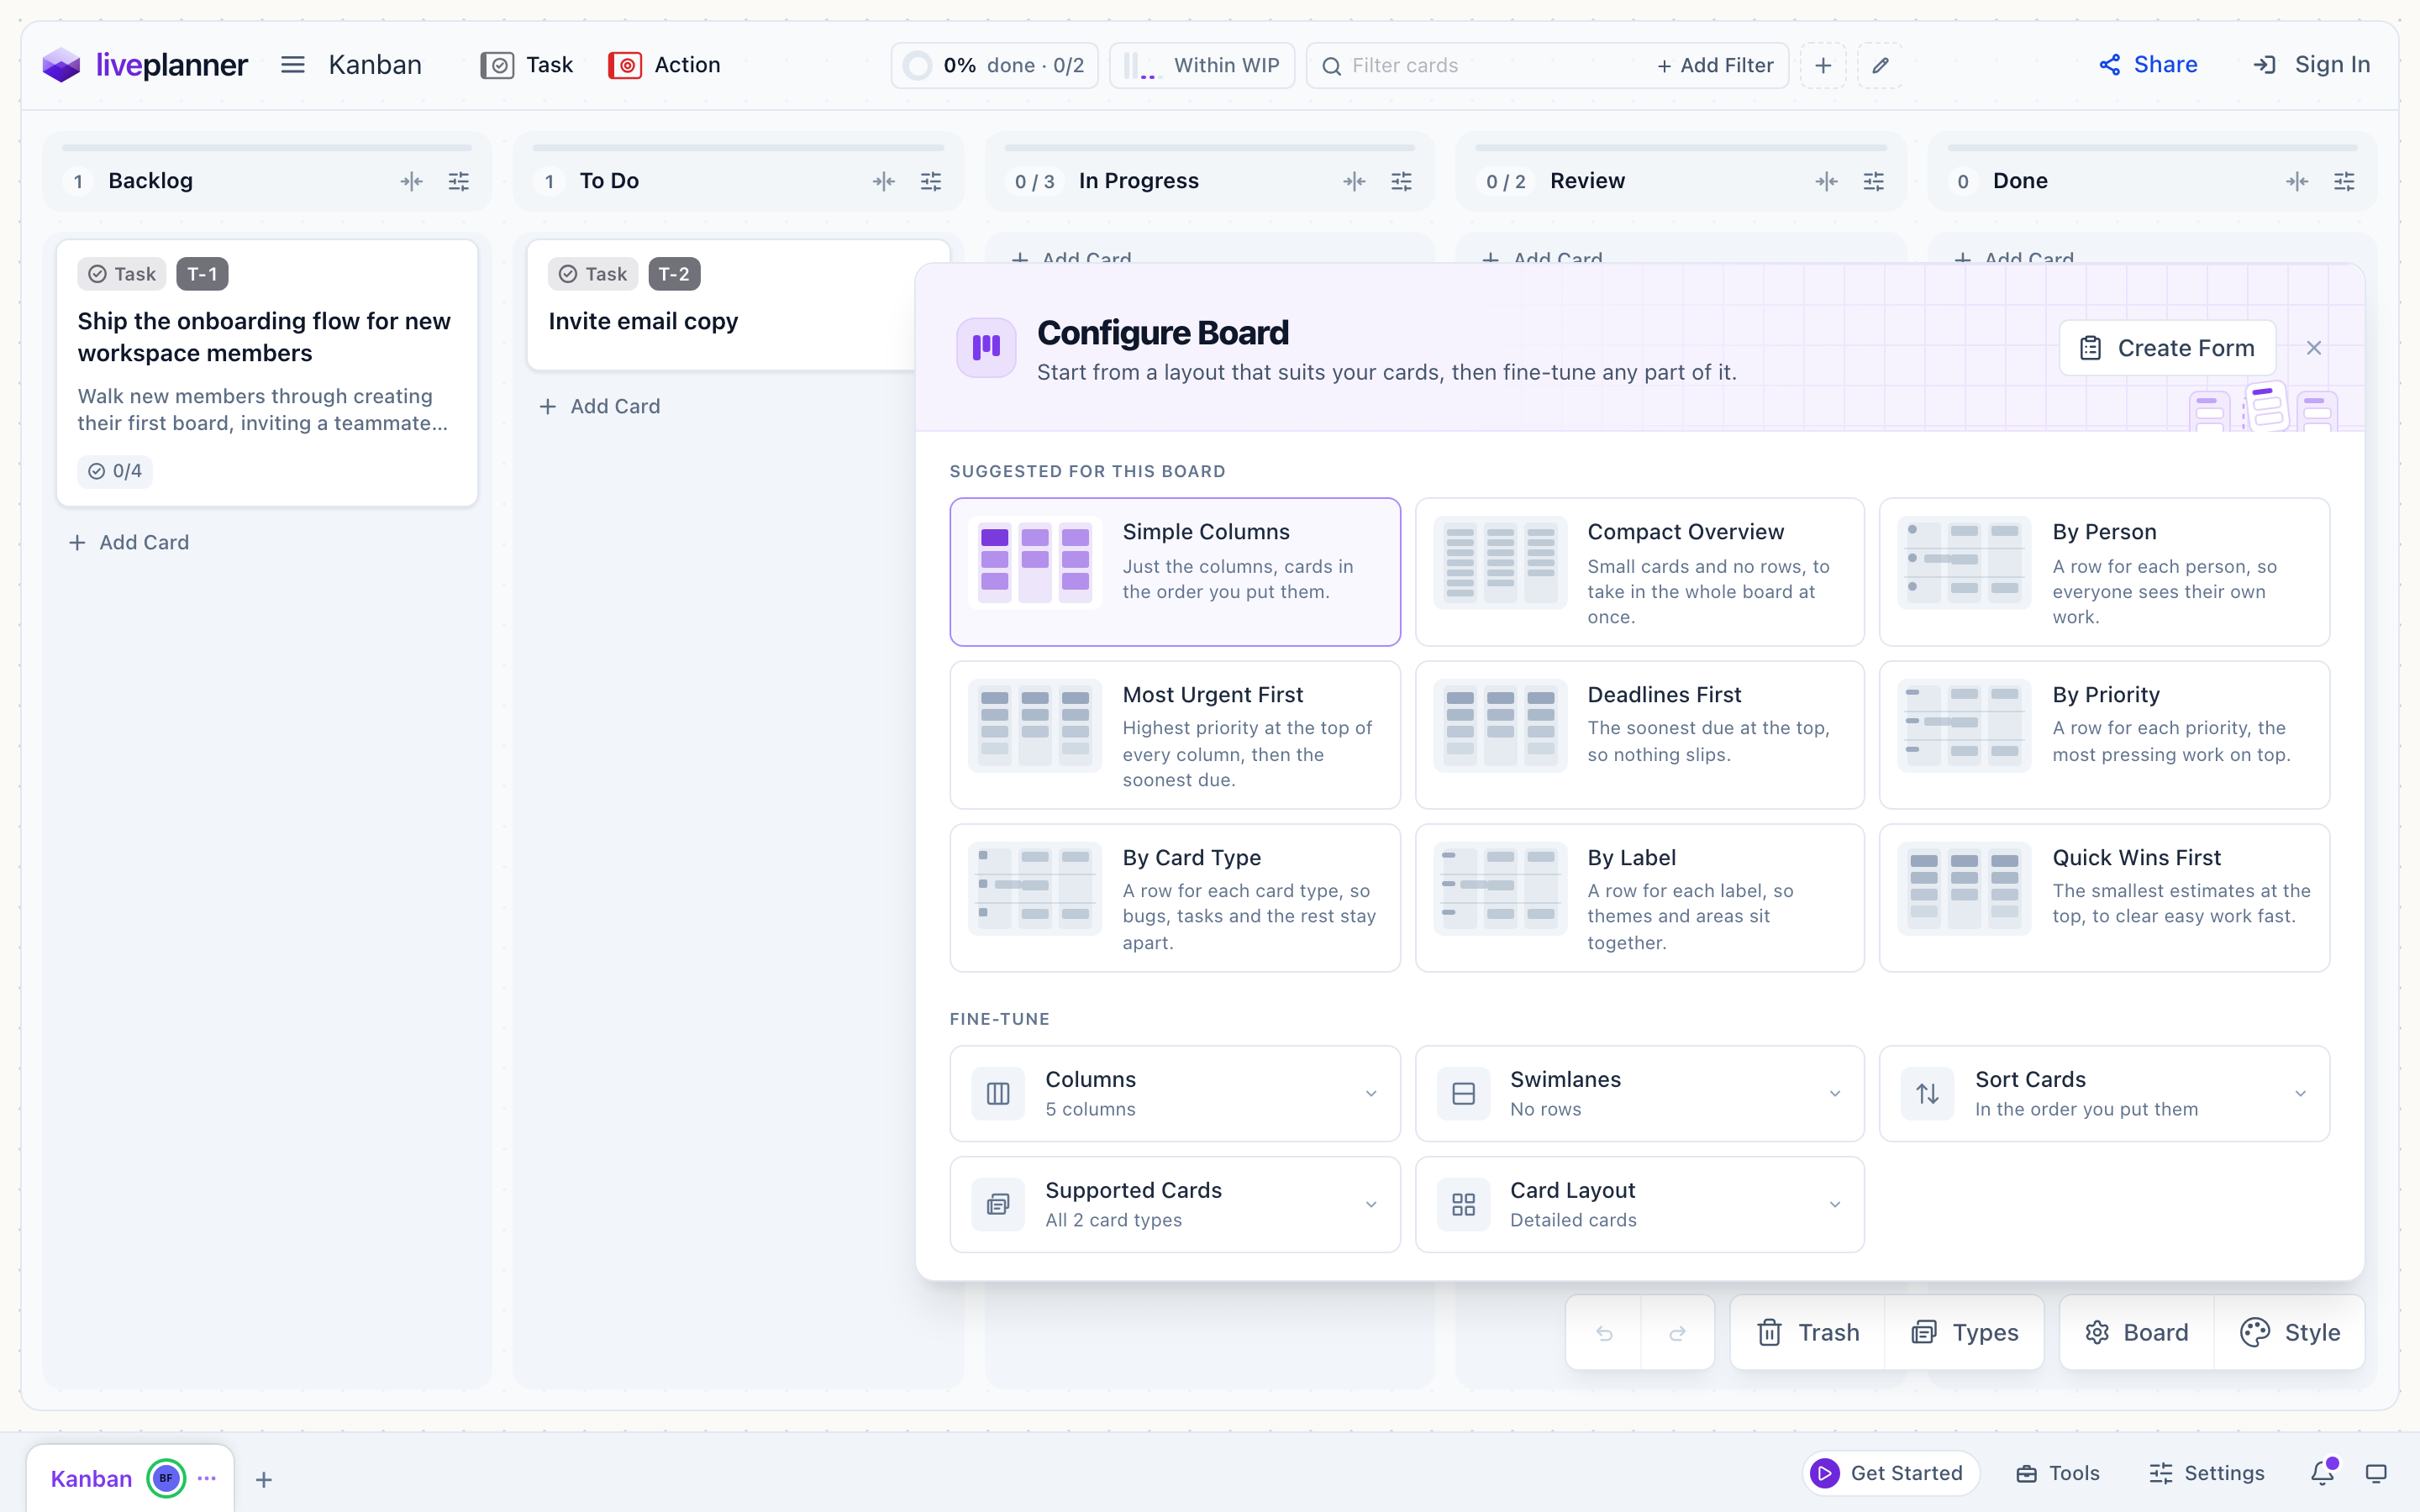 liveplanner
Kanban
Task
Action
0% done · 0/2
Within WIP
Filter cards
+ Add Filter
Share
Sign In
1 Backlog
1 To Do
0 / 3 In Progress
0 / 2 Review
0 Done
Task T-1
Ship the onboarding flow for new
workspace members
Walk new members through creating
their first board, inviting a teammate...
0/4
+ Add Card
Task T-2
Invite email copy
+ Add Card
+ Add Card
+ Add Card
+ Add Card
Configure Board
Start from a layout that suits your cards, then fine-tune any part of it.
Create Form
SUGGESTED FOR THIS BOARD
Simple Columns
Just the columns, cards in
the order you put them.
Compact Overview
Small cards and no rows, to
take in the whole board at
once.
By Person
A row for each person, so
everyone sees their own
work.
Most Urgent First
Highest priority at the top of
every column, then the
soonest due.
Deadlines First
The soonest due at the top,
so nothing slips.
By Priority
A row for each priority, the
most pressing work on top.
By Card Type
A row for each card type, so
bugs, tasks and the rest stay
apart.
By Label
A row for each label, so
themes and areas sit
together.
Quick Wins First
The smallest estimates at the
top, to clear easy work fast.
FINE-TUNE
Columns
5 columns
Swimlanes
No rows
Sort Cards
In the order you put them
Supported Cards
All 2 card types
Card Layout
Detailed cards
Trash
Types
Board
Style
Kanban
BF
Get Started
Tools
Settings